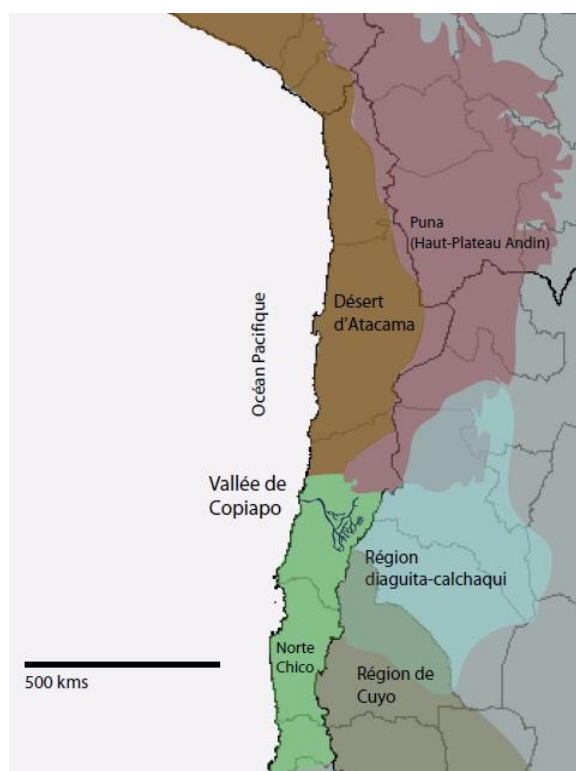 Puna
(Haut-Plateau Andin)
Désert
d'Atacama
Océan Pacifique
Vallée de
Copiapo
Région
diaguita-calchaqui
Norte
Chico
Région de
Cuyo
500 kms